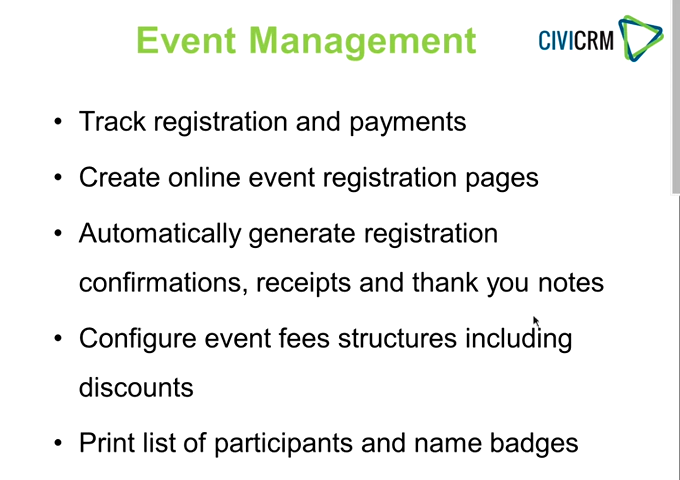 Event Management
CIVICRM
• Track registration and payments
• Create online event registration pages
• Automatically generate registration
confirmations, receipts and thank you notes
• Configure event fees structures including
discounts
• Print list of participants and name badges